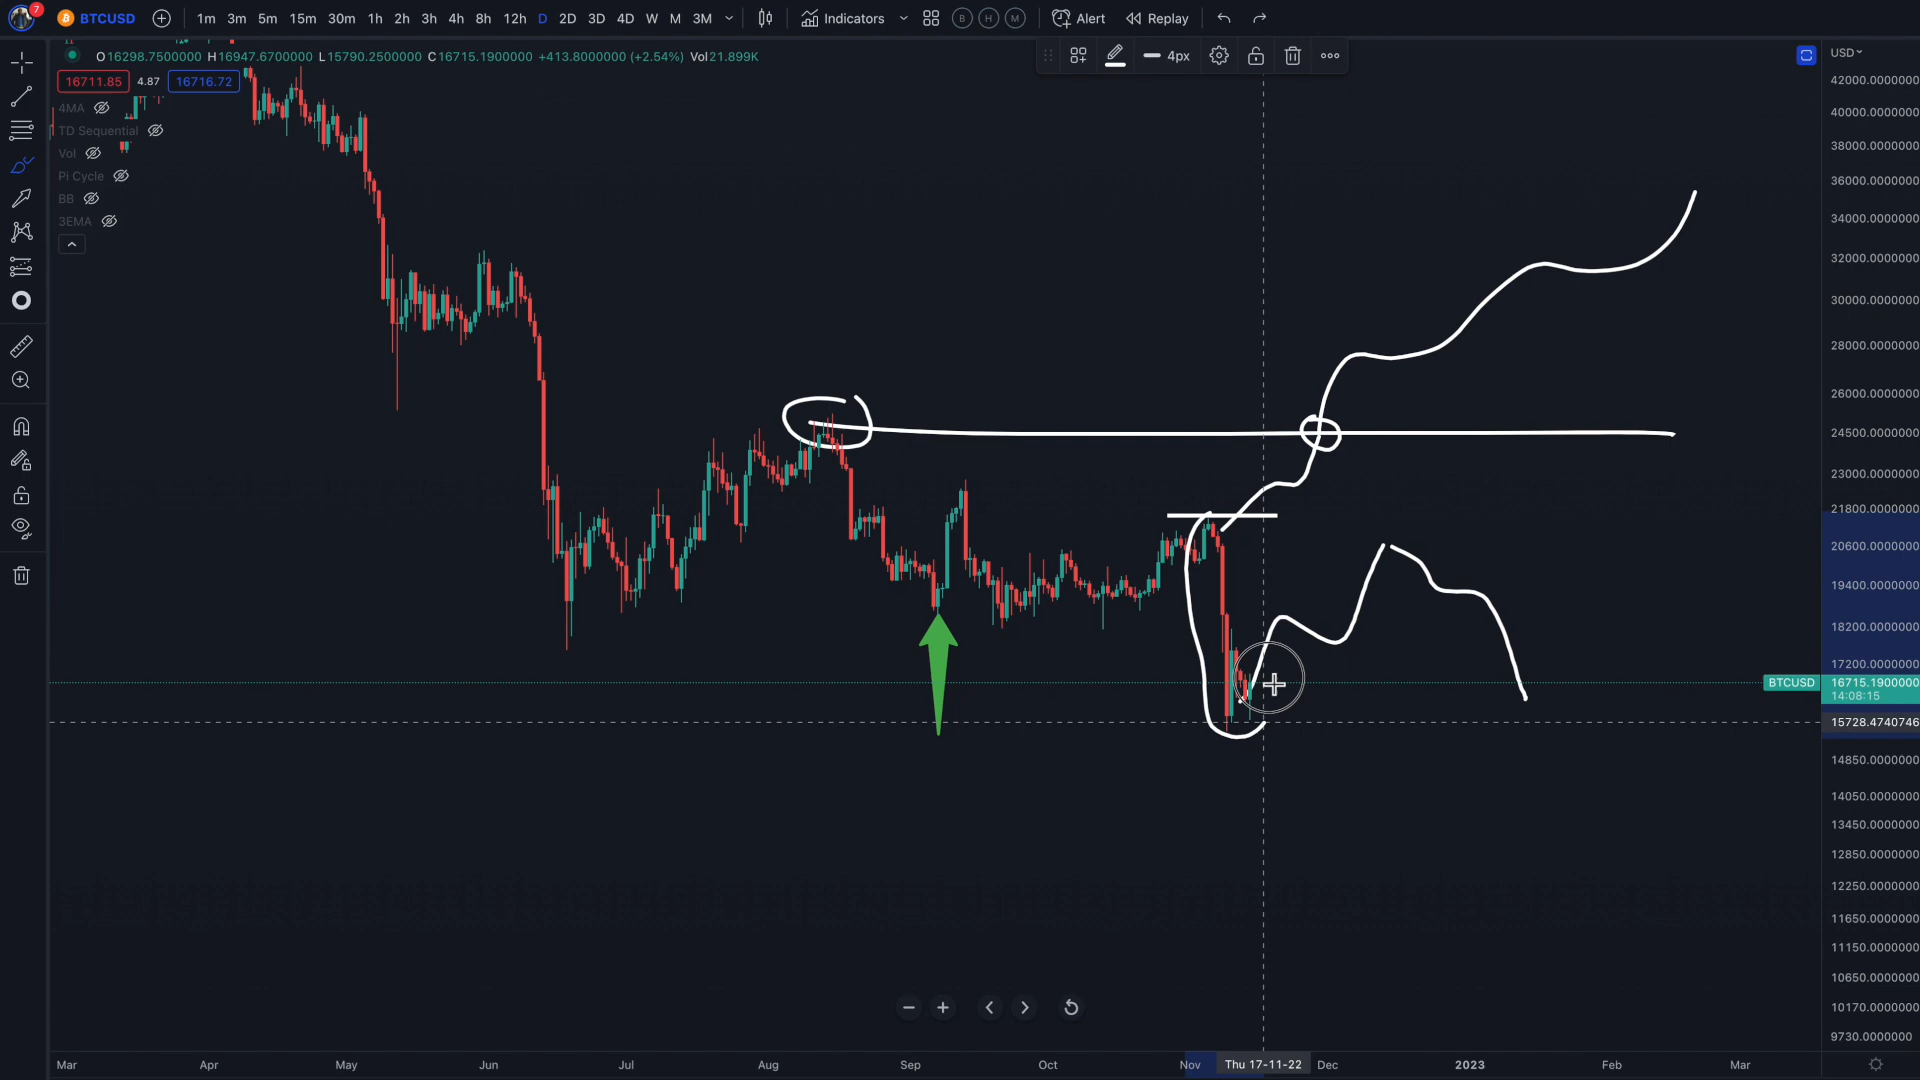 7 BTCUSD 1m 3m 5m 15m 30m 1h 2h 3h 4h 8h 12h D 2D 3D 4D W M 3M Indicators B H M Alert Replay
O16298.7500000 H16947.6700000 L15790.2500000 C16715.1900000 +413.8000000 (+2.54%) Vol21.899K
4px
USD
16711.85 4.87 16716.72
4MA
TD Sequential
Vol
Pi Cycle
BB
3EMA
42000.0000000
40000.0000000
38000.0000000
36000.0000000
34000.0000000
32000.0000000
30000.0000000
28000.0000000
26000.0000000
24500.0000000
23000.0000000
21800.0000000
20600.0000000
19400.0000000
18200.0000000
17200.0000000
BTCUSD 16715.1900000
14:08:15
15728.4740746
14850.0000000
14050.0000000
13450.0000000
12850.0000000
12250.0000000
11650.0000000
11150.0000000
10650.0000000
10170.0000000
9730.0000000
Mar Apr May Jun Jul Aug Sep Oct Nov Thu 17-11-22 Dec 2023 Feb Mar